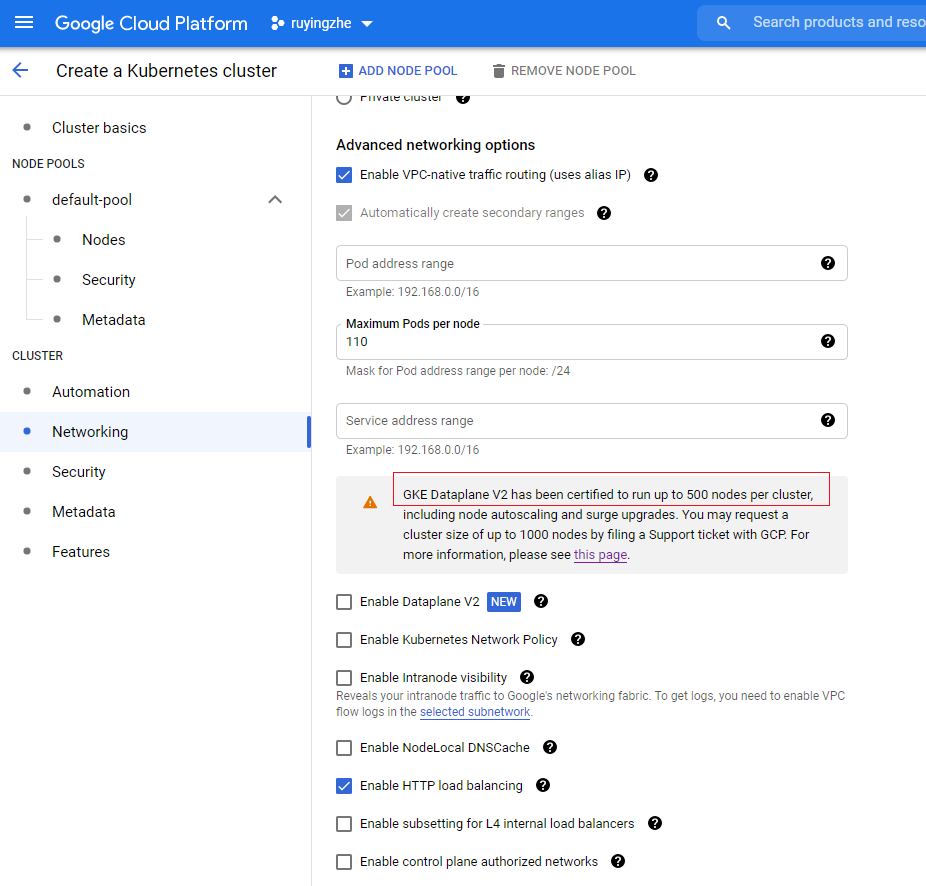 Google Cloud Platform
ruyingzhe
Search products and reso
Create a Kubernetes cluster
ADD NODE POOL
REMOVE NODE POOL
Cluster basics
NODE POOLS
default-pool
Nodes
Security
Metadata
CLUSTER
Automation
Networking
Security
Metadata
Features
Private cluster
Advanced networking options
Enable VPC-native traffic routing (uses alias IP)
Automatically create secondary ranges
Pod address range
Example: 192.168.0.0/16
Maximum Pods per node
110
Mask for Pod address range per node: /24
Service address range
Example: 192.168.0.0/16
GKE Dataplane V2 has been certified to run up to 500 nodes per cluster,
including node autoscaling and surge upgrades. You may request a
cluster size of up to 1000 nodes by filing a Support ticket with GCP. For
more information, please see this page.
Enable Dataplane V2 NEW
Enable Kubernetes Network Policy
Enable Intranode visibility
Reveals your intranode traffic to Google's networking fabric. To get logs, you need to enable VPC
flow logs in the selected subnetwork.
Enable NodeLocal DNSCache
Enable HTTP load balancing
Enable subsetting for L4 internal load balancers
Enable control plane authorized networks